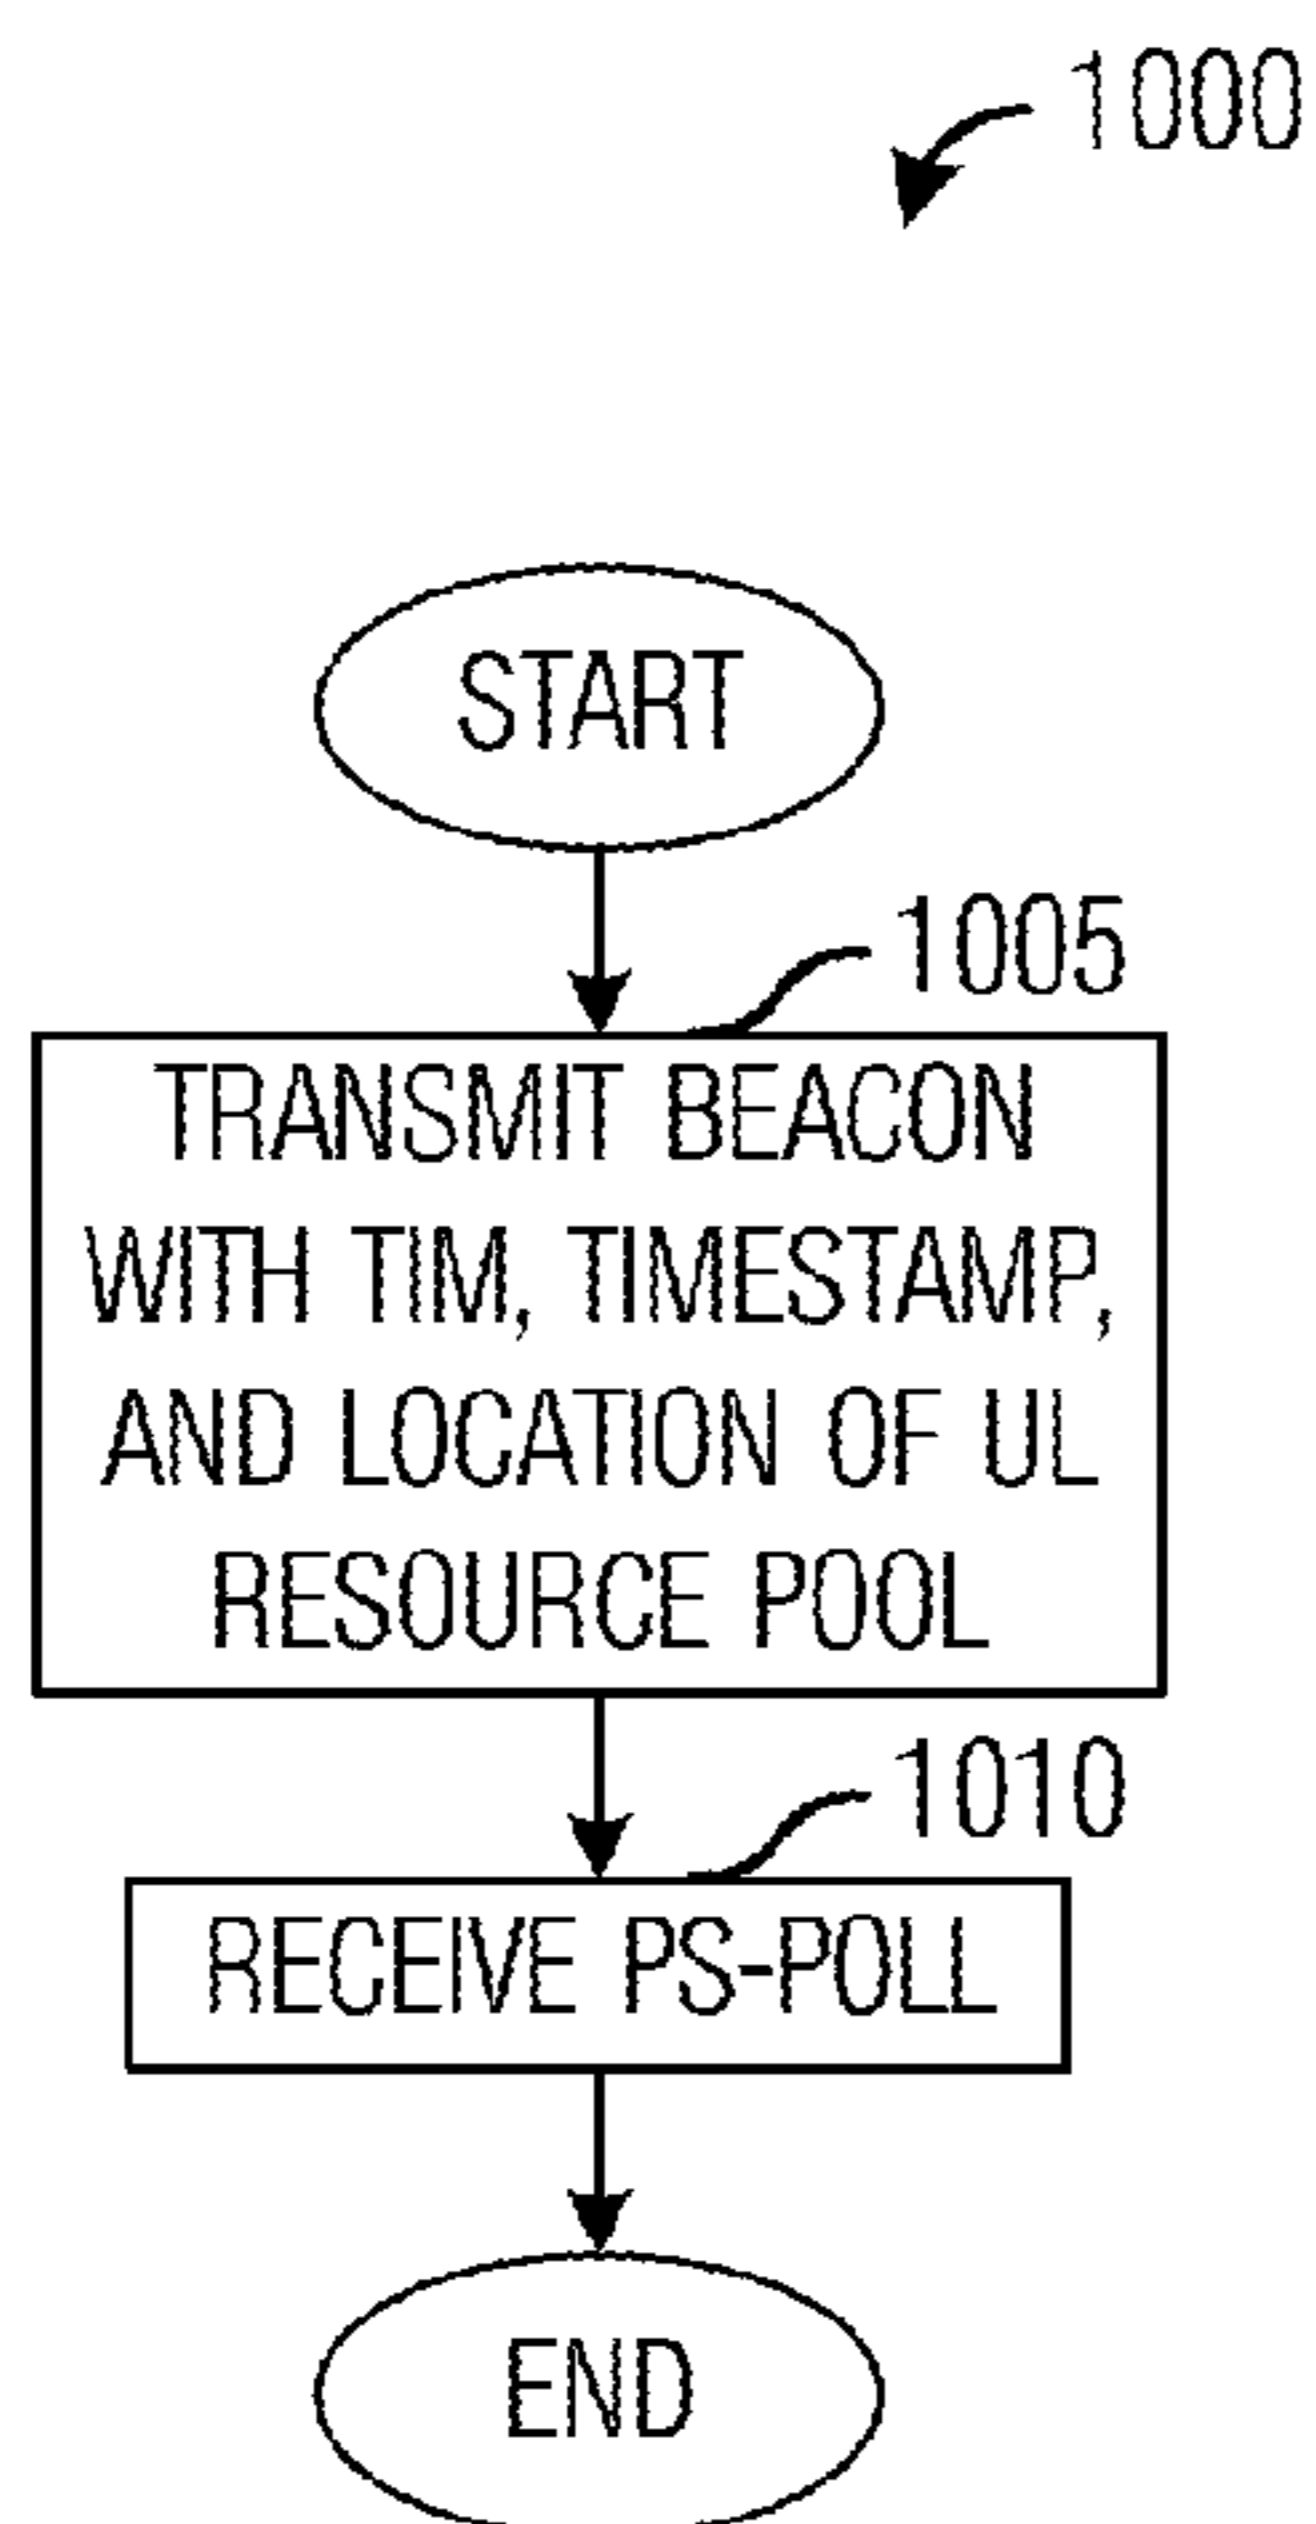 1000
START
1005
TRANSMIT BEACON
WITH TIM, TIMESTAMP,
AND LOCATION OF UL
RESOURCE POOL
1010
RECEIVE PS-POLL
END